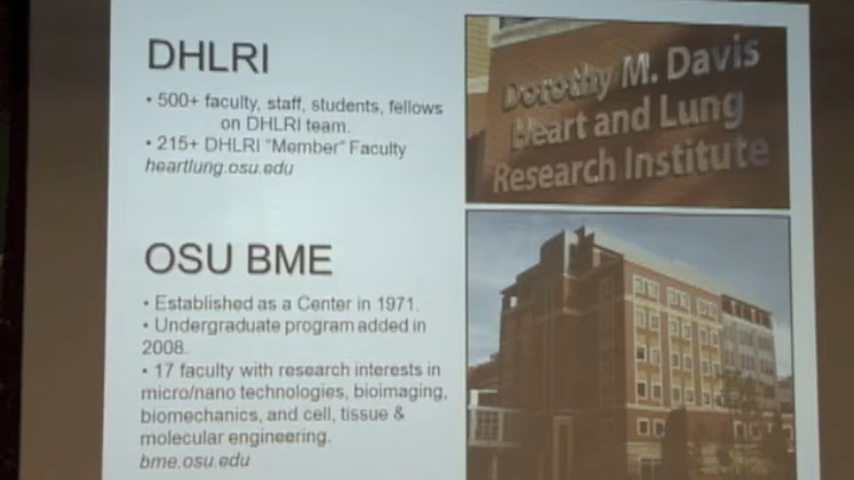 DHLRI
• 500+ faculty, staff, students, fellows
on DHLRI team.
• 215+ DHLRI "Member" Faculty
heartlung.osu.edu
Dorothy M. Davis
Heart and Lung
Research Institute
OSU BME
• Established as a Center in 1971.
• Undergraduate program added in
2008.
• 17 faculty with research interests in
micro/nano technologies, bioimaging,
biomechanics, and cell, tissue &
molecular engineering.
bme.osu.edu